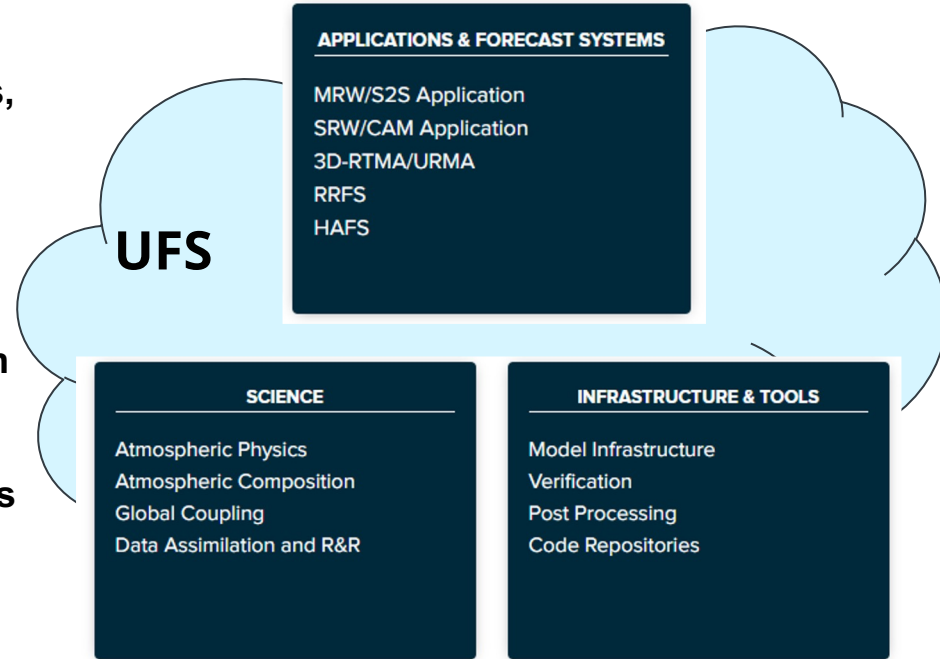 s,
UFS
n
s
APPLICATIONS & FORECAST SYSTEMS
MRW/S2S Application
SRW/CAM Application
3D-RTMA/URMA
RRFS
HAFS
SCIENCE
Atmospheric Physics
Atmospheric Composition
Global Coupling
Data Assimilation and R&R
INFRASTRUCTURE & TOOLS
Model Infrastructure
Verification
Post Processing
Code Repositories